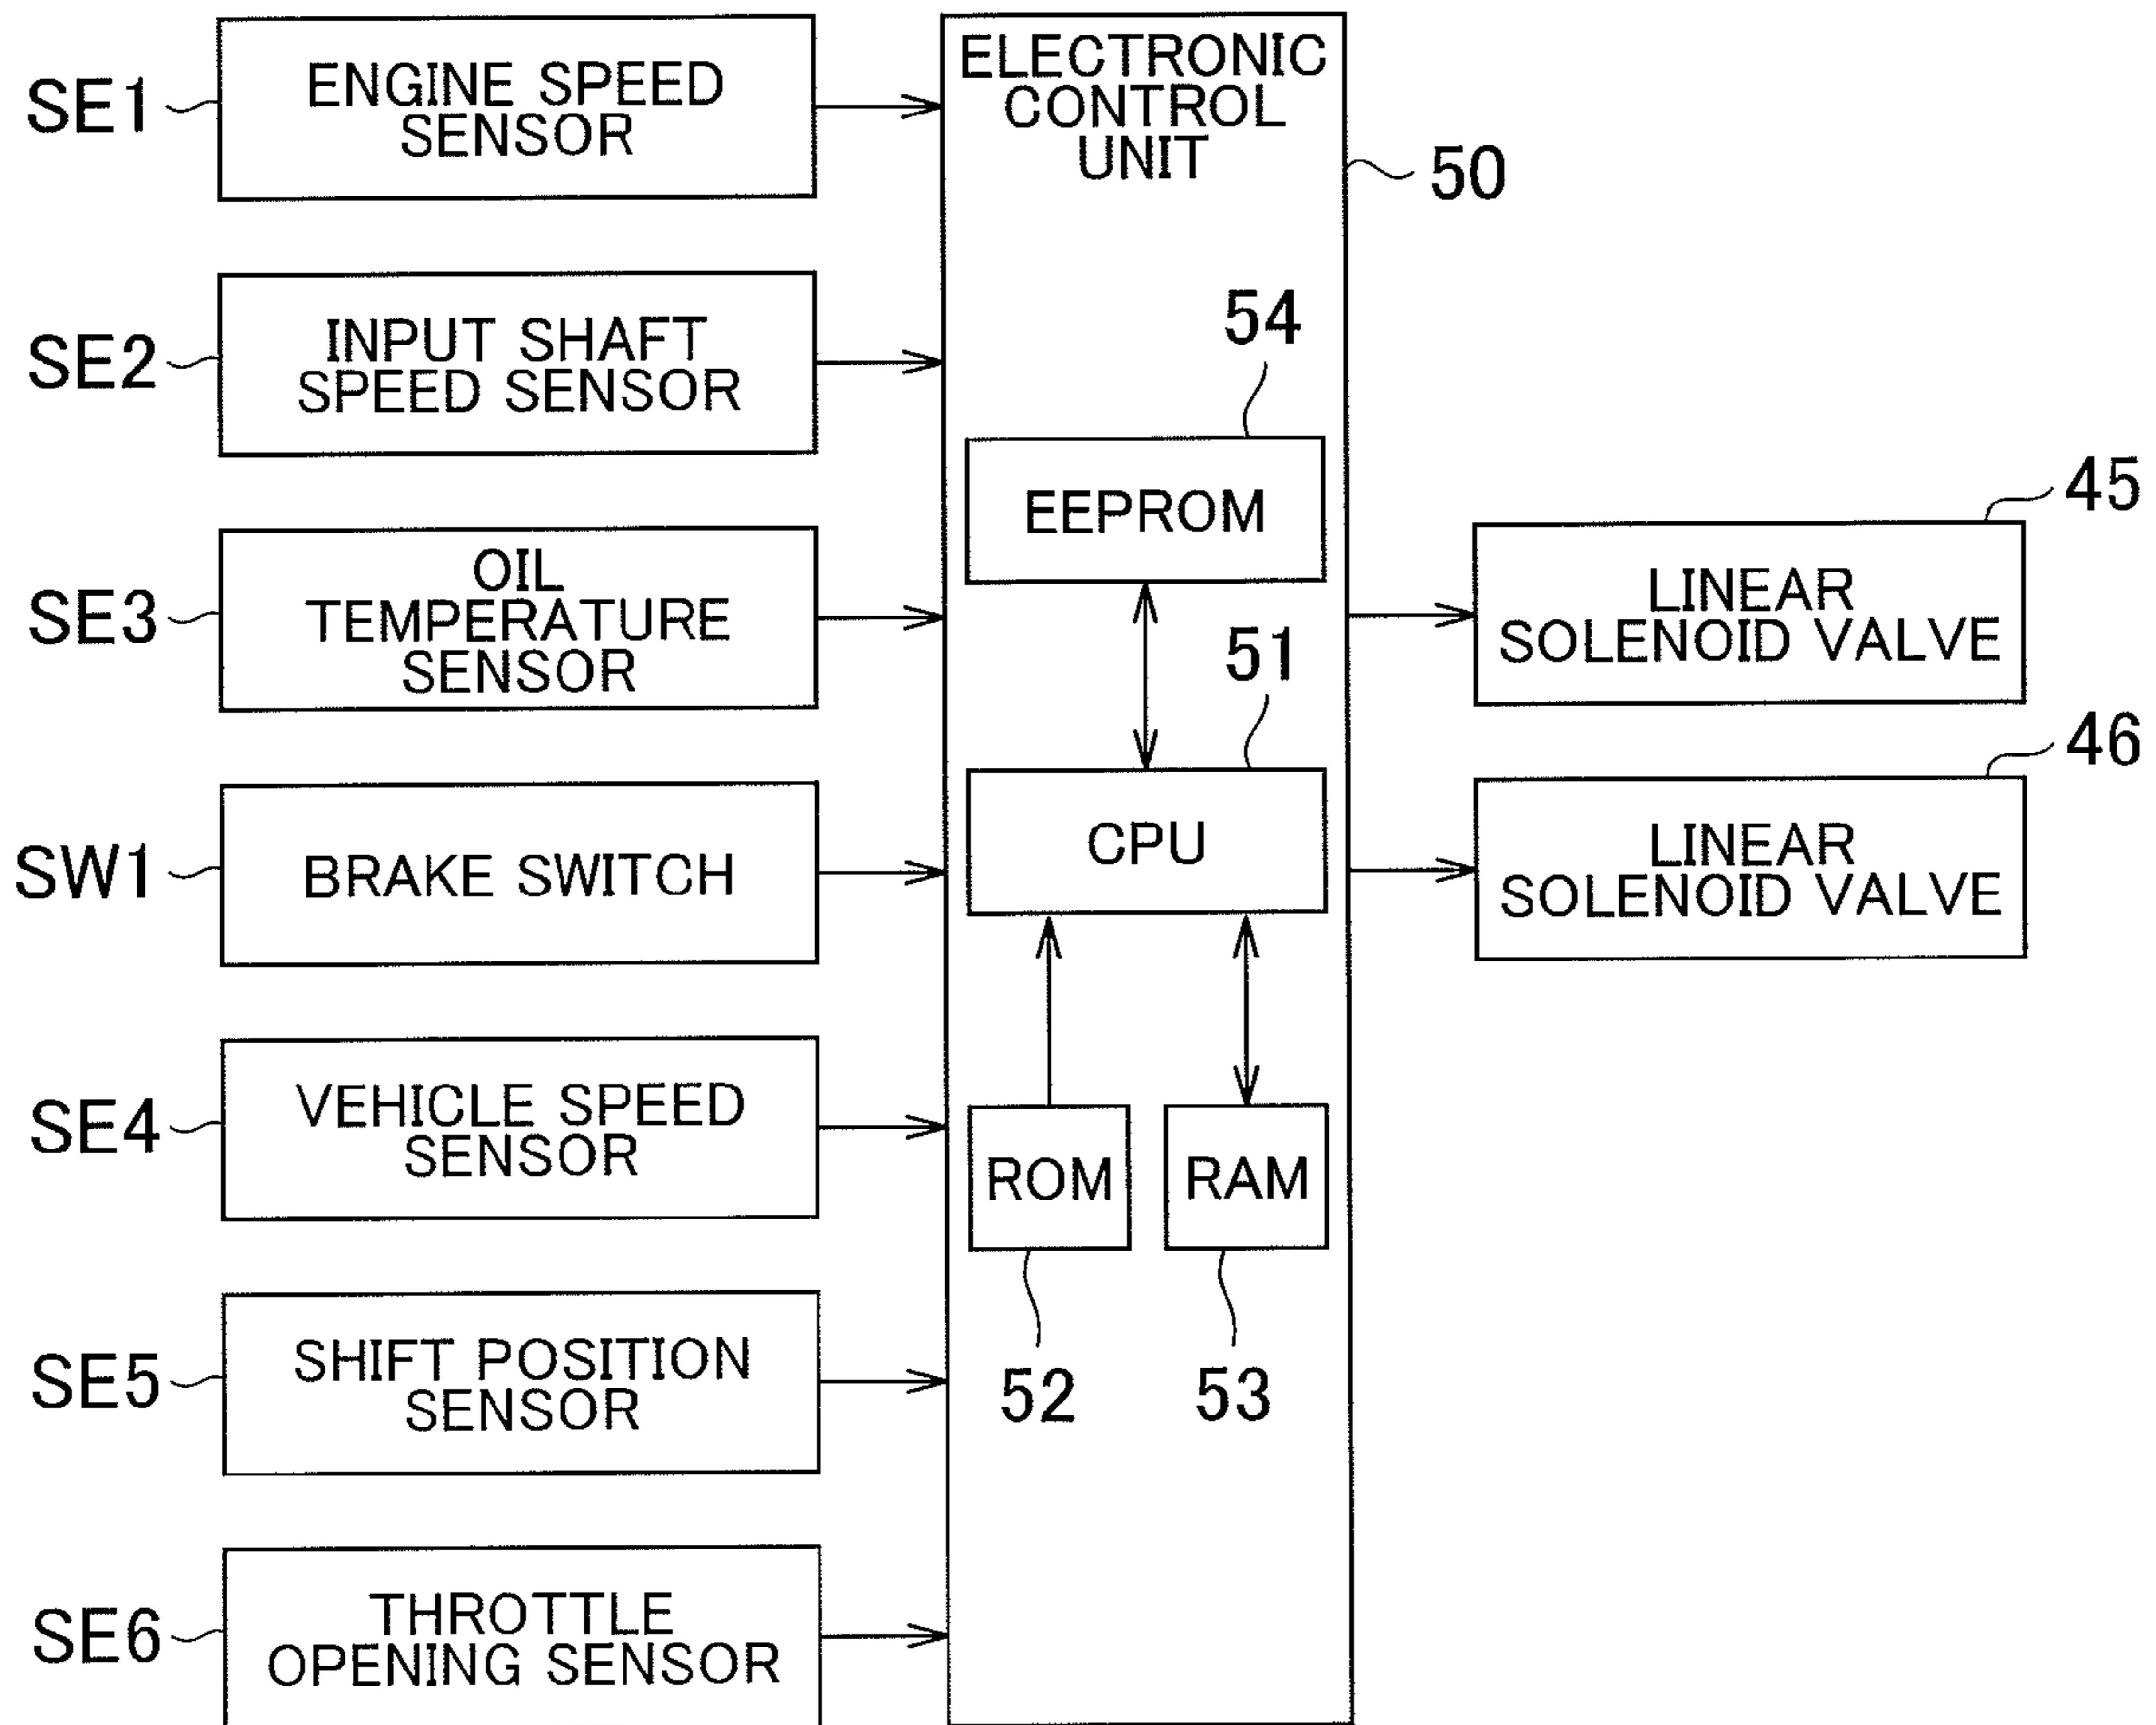 SE1
ENGINE SPEED
SENSOR
SE2
INPUT SHAFT
SPEED SENSOR
SE3
OIL
TEMPERATURE
SENSOR
SW1
BRAKE SWITCH
SE4
VEHICLE SPEED
SENSOR
SE5
SHIFT POSITION
SENSOR
SE6
THROTTLE
OPENING SENSOR
ELECTRONIC
CONTROL
UNIT
50
54
EEPROM
51
CPU
ROM
RAM
52
53
45
LINEAR
SOLENOID VALVE
46
LINEAR
SOLENOID VALVE